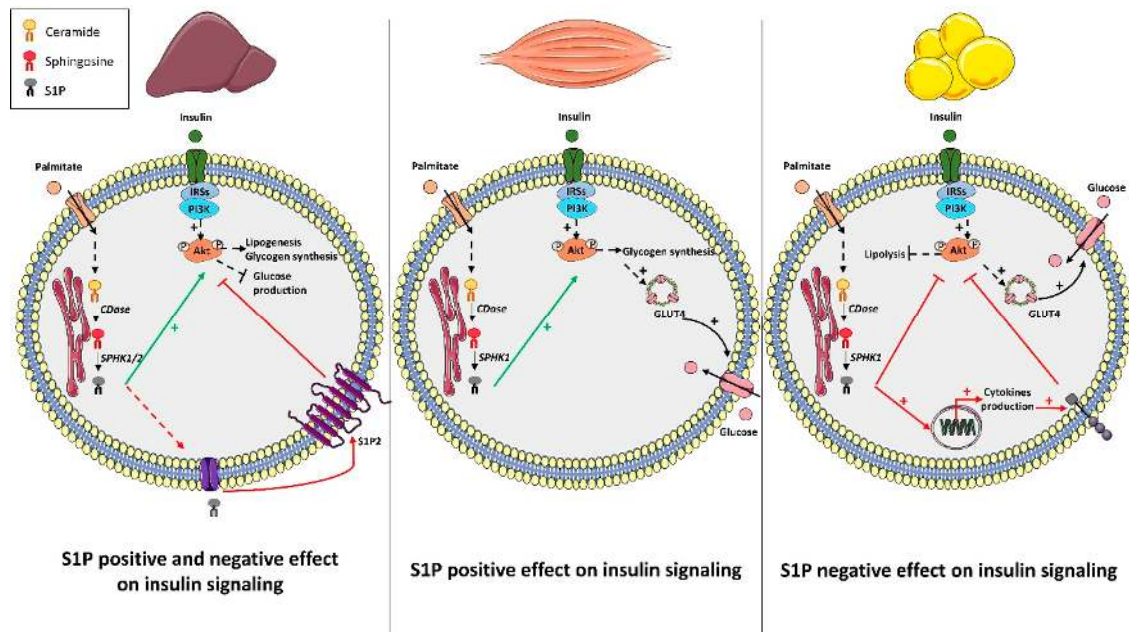 Ceramide
Sphingosine
S1P
Insulin
Palmitate
IRSs
PI3K
+
P
P
Akt
Lipogenesis
Glycogen synthesis
Glucose
production
CDase
SPHK1/2
+
S1P2
S1P positive and negative effect
on insulin signaling
Insulin
Palmitate
IRSs
PI3K
+
P
P
Akt
Glycogen synthesis
+
GLUT4
CDase
SPHK1
+
+
Glucose
S1P positive effect on insulin signaling
Insulin
Palmitate
Glucose
IRSs
PI3K
+
P
P
Akt
Lipolysis
+
+
GLUT4
CDase
SPHK1
+
+
Cytokines
production
+
S1P negative effect on insulin signaling